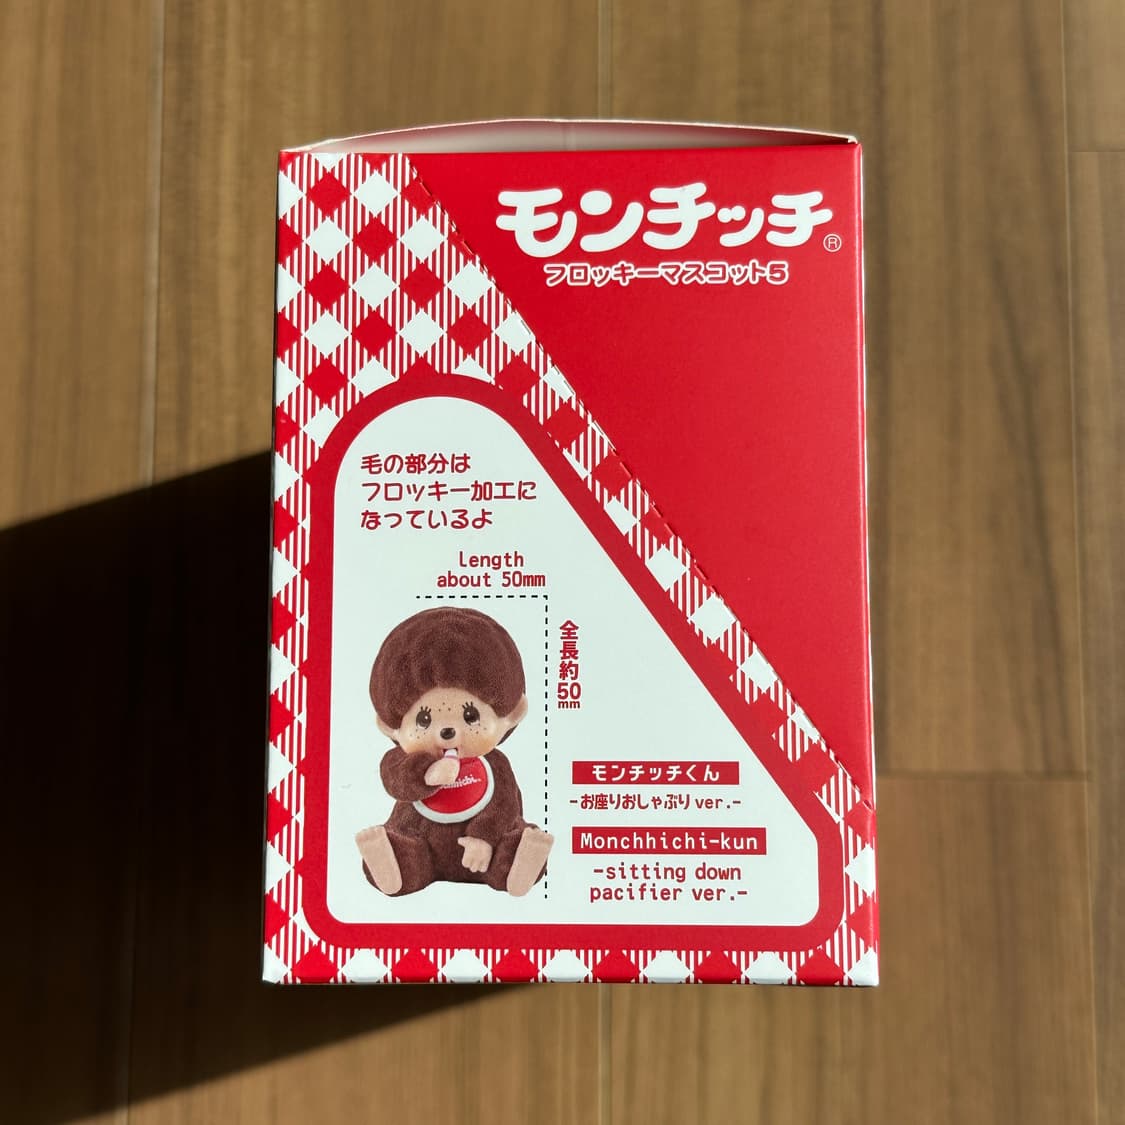 モンチッチ®
フロッキーマスコット5
毛の部分は
フロッキー加工に
なっているよ
Length
about 50mm
全長約50mm
モンチッチくん
-お座りおしゃぶりver.-
Monchhichi-kun
-sitting down
pacifier ver.-